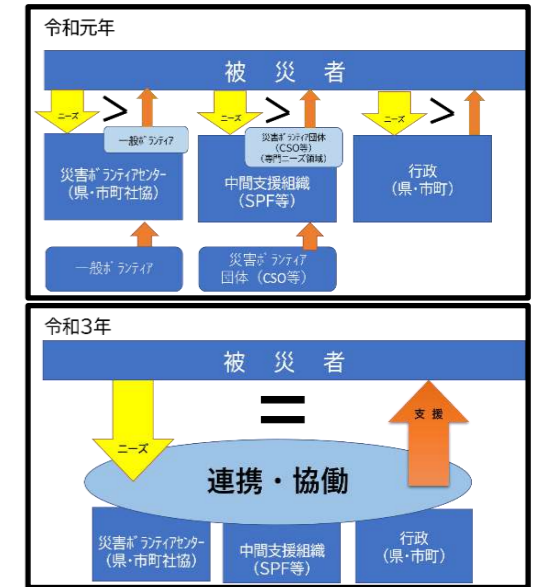 令和元年
被 災 者
ニーズ
>
ニーズ
>
ニーズ
>
一般ボランティア
災害ボランティア団体
(CSO等)
(専門ニーズ領域)
災害ボランティアセンター
(県・市町社協)
中間支援組織
(SPF等)
行政
(県・市町)
一般ボランティア
災害ボランティア
団体(CSO等)
令和3年
被 災 者
ニーズ
=
支 援
連携・協働
災害ボランティアセンター
(県・市町社協)
中間支援組織
(SPF等)
行政
(県・市町)